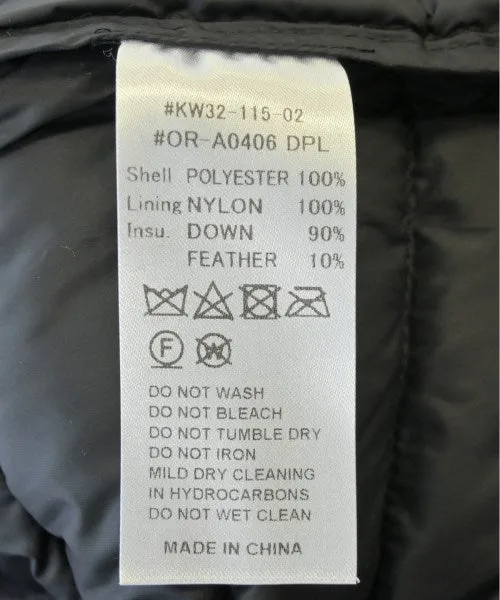 #KW32-115-02
#OR-A0406 DPL
Shell POLYESTER 100%
Lining NYLON 100%
Insu. DOWN 90%
FEATHER 10%
F W
DO NOT WASH
DO NOT BLEACH
DO NOT TUMBLE DRY
DO NOT IRON
MILD DRY CLEANING
IN HYDROCARBONS
DO NOT WET CLEAN
MADE IN CHINA